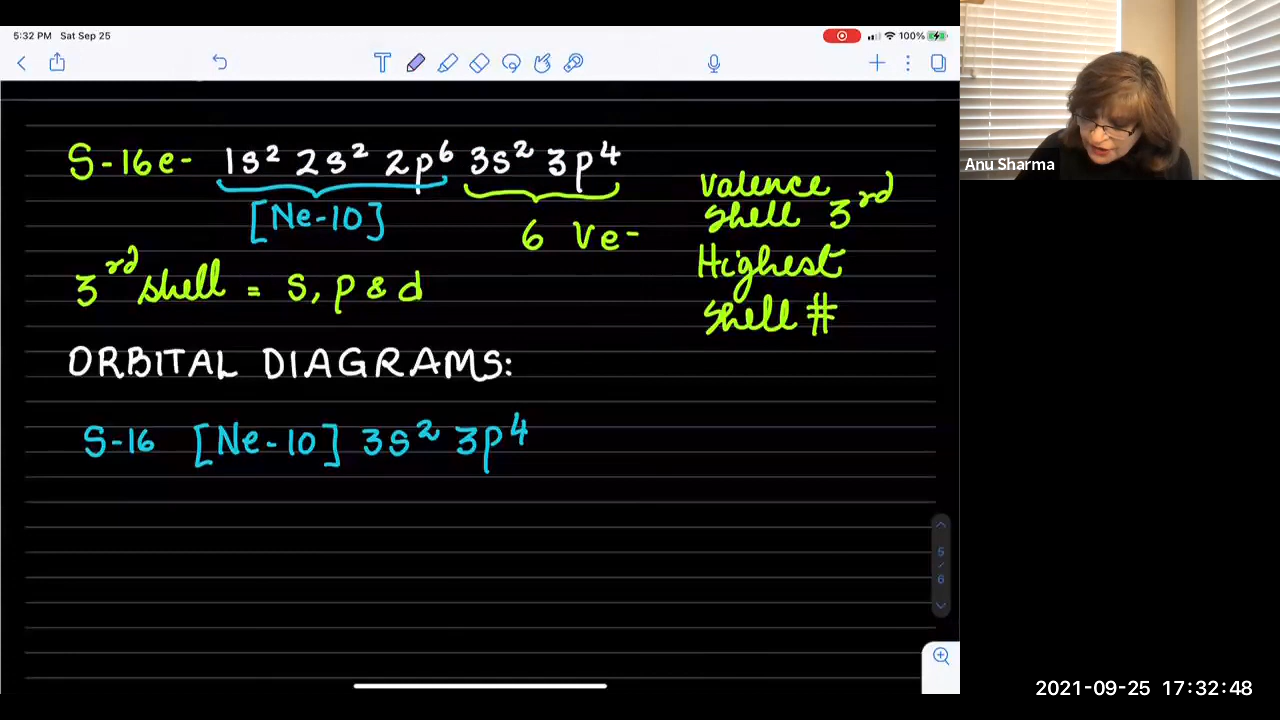 5:32 PM Sat Sep 25
100%
S-16e- 1s² 2s² 2p⁶ 3s² 3p⁴
[Ne-10]
6 Ve-
Valence
shell 3rd
Highest
shell #
3rd shell = s, p & d
ORBITAL DIAGRAMS:
S-16 [Ne-10] 3s² 3p⁴
5
/
6
Anu Sharma
2021-09-25 17:32:48